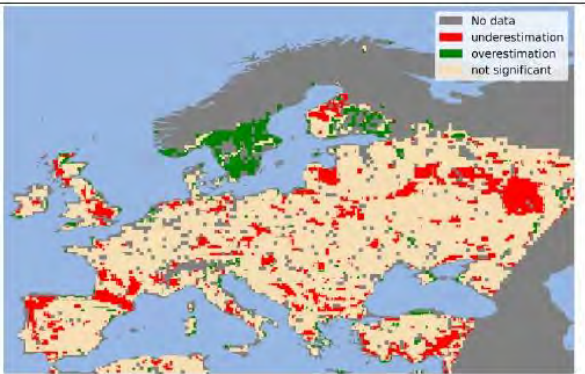 No data
underestimation
overestimation
not significant